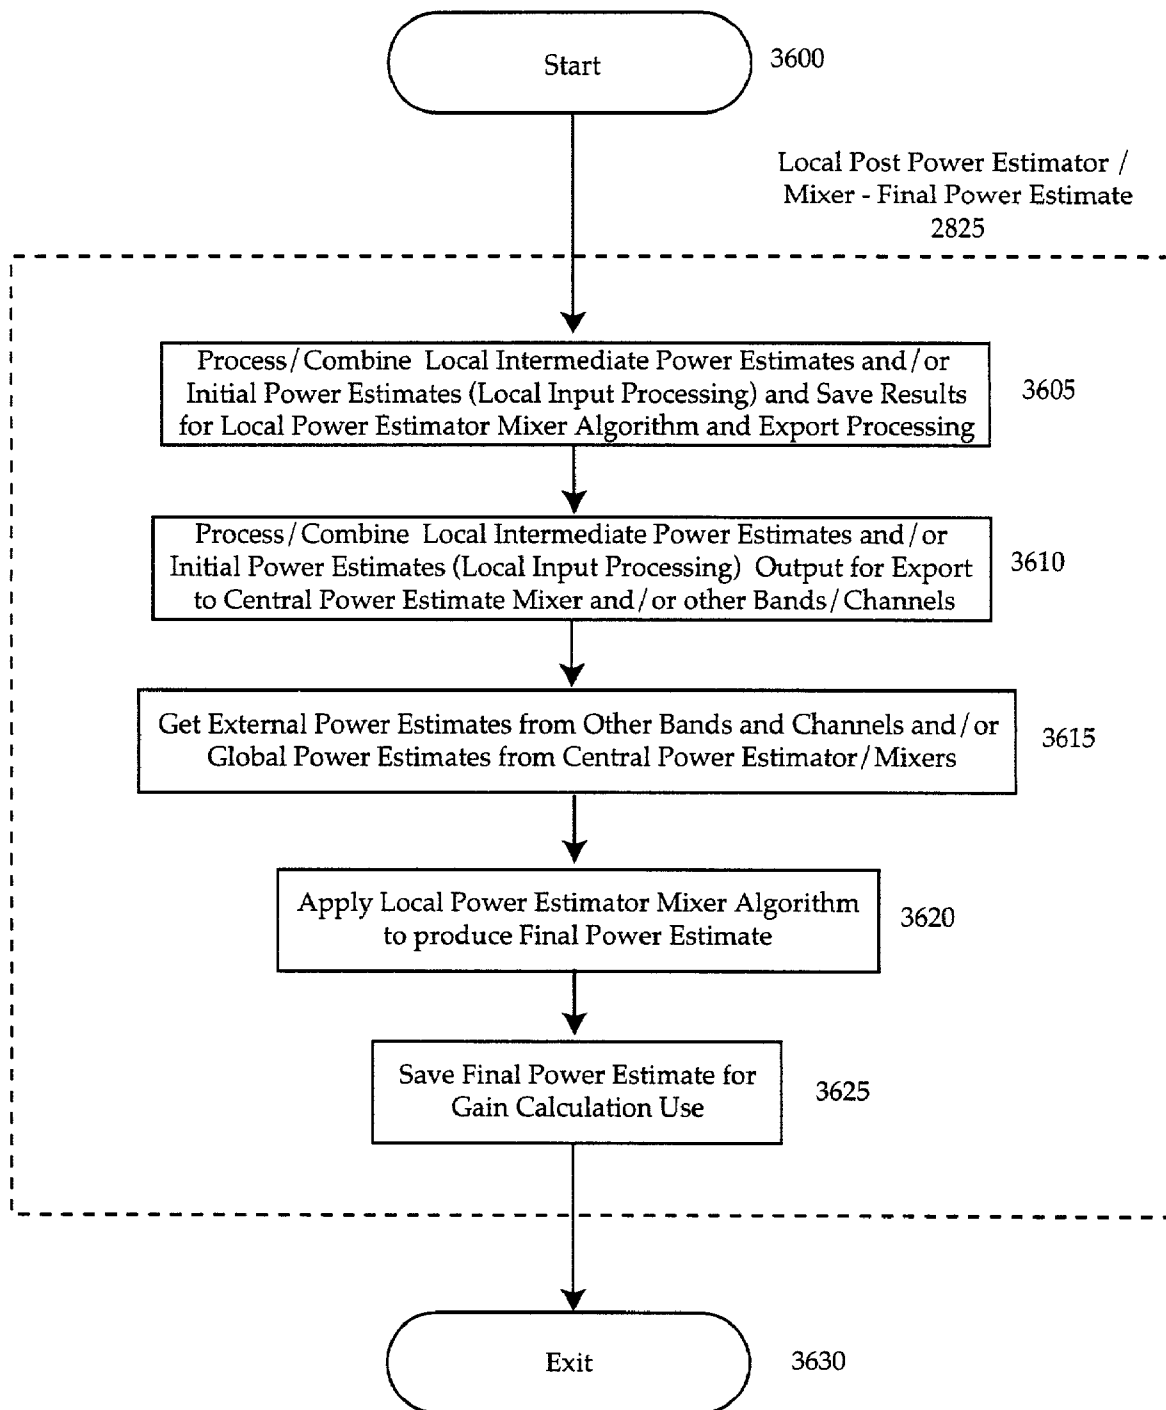 Start
3600
Local Post Power Estimator /
Mixer - Final Power Estimate
2825
Process/Combine Local Intermediate Power Estimates and/or
Initial Power Estimates (Local Input Processing) and Save Results
for Local Power Estimator Mixer Algorithm and Export Processing
3605
Process/Combine Local Intermediate Power Estimates and/or
Initial Power Estimates (Local Input Processing) Output for Export
to Central Power Estimate Mixer and/or other Bands/Channels
3610
Get External Power Estimates from Other Bands and Channels and/or
Global Power Estimates from Central Power Estimator/Mixers
3615
Apply Local Power Estimator Mixer Algorithm
to produce Final Power Estimate
3620
Save Final Power Estimate for
Gain Calculation Use
3625
Exit
3630